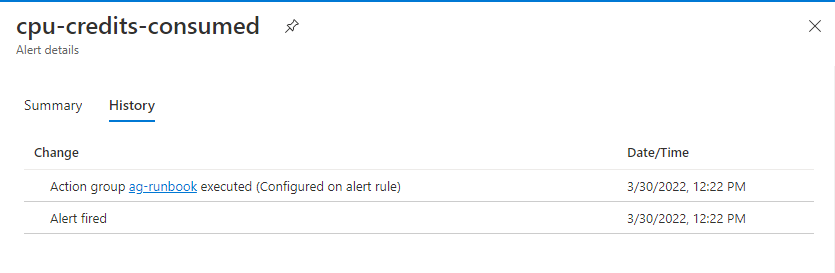 cpu-credits-consumed
Alert details
Summary History
Change Date/Time
Action group ag-runbook executed (Configured on alert rule) 3/30/2022, 12:22 PM
Alert fired 3/30/2022, 12:22 PM